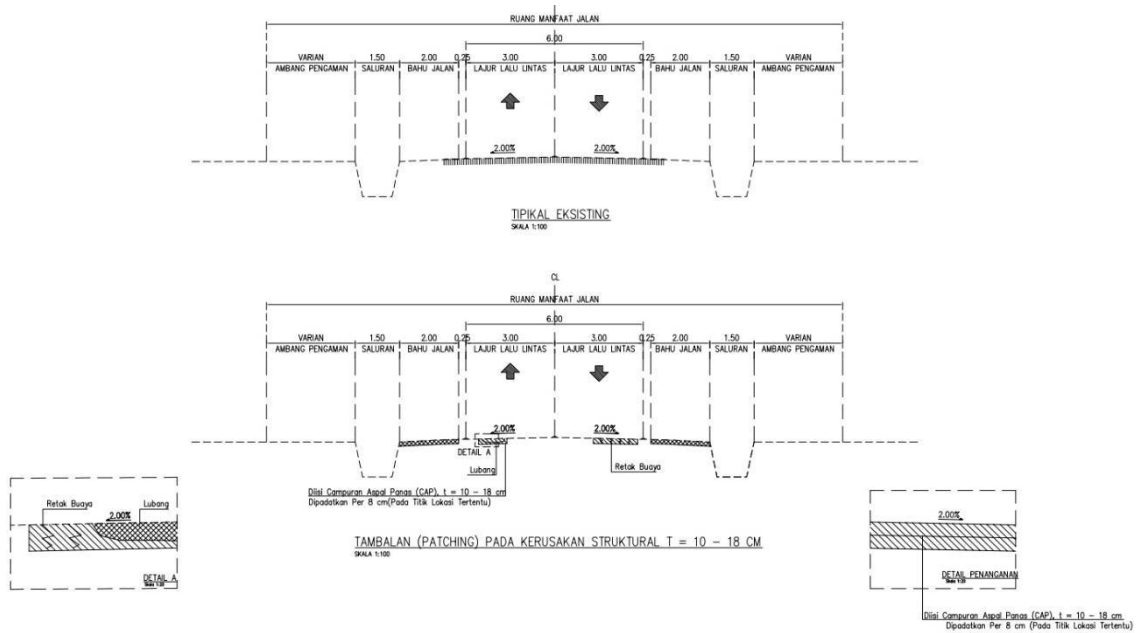 RUANG MANFAAT JALAN
6.00
VARIAN 1.50 2.00 0.25 3.00 3.00 0.25 2.00 1.50 VARIAN
AMBANG PENGAMAN SALURAN BAHU JALAN LAJUR LALU LINTAS LAJUR LALU LINTAS BAHU JALAN SALURAN AMBANG PENGAMAN
2.00% 2.00%
TIPIKAL EKSISTING
SKALA 1:100
CL
RUANG MANFAAT JALAN
6.00
VARIAN 1.50 2.00 0.25 3.00 3.00 0.25 2.00 1.50 VARIAN
AMBANG PENGAMAN SALURAN BAHU JALAN LAJUR LALU LINTAS LAJUR LALU LINTAS BAHU JALAN SALURAN AMBANG PENGAMAN
2.00% 2.00%
DETAIL A
Lubang
Retak Buaya
Diisi Campuran Aspal Panas (CAP), t = 10 - 18 cm
Dipadatkan Per 8 cm(Pada Titik Lokasi Tertentu)
TAMBALAN (PATCHING) PADA KERUSAKAN STRUKTURAL T = 10 - 18 CM
SKALA 1:100
Retak Buaya Lubang
2.00%
DETAIL A
Skala 1:20
2.00%
DETAIL PENANGANAN
Skala 1:20
Diisi Campuran Aspal Panas (CAP), t = 10 - 18 cm
Dipadatkan Per 8 cm (Pada Titik Lokasi Tertentu)